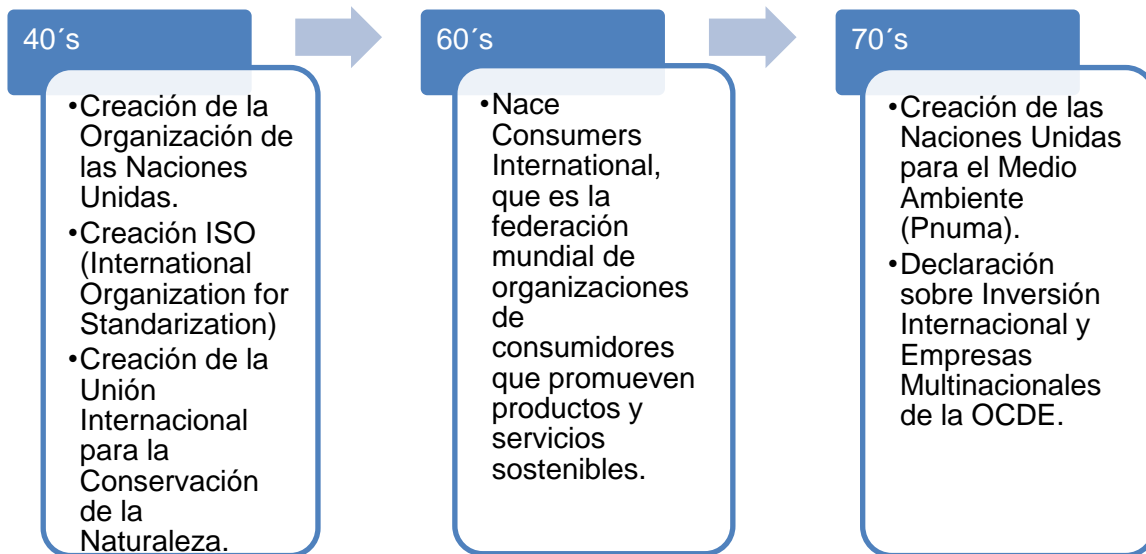 40´s
•Creación de la
Organización de
las Naciones
Unidas.
•Creación ISO
(International
Organization for
Standarization)
•Creación de la
Unión
Internacional
para la
Conservación
de la
Naturaleza.
60´s
•Nace
Consumers
International,
que es la
federación
mundial de
organizaciones
de
consumidores
que promueven
productos y
servicios
sostenibles.
70´s
•Creación de las
Naciones Unidas
para el Medio
Ambiente
(Pnuma).
•Declaración
sobre Inversión
Internacional y
Empresas
Multinacionales
de la OCDE.